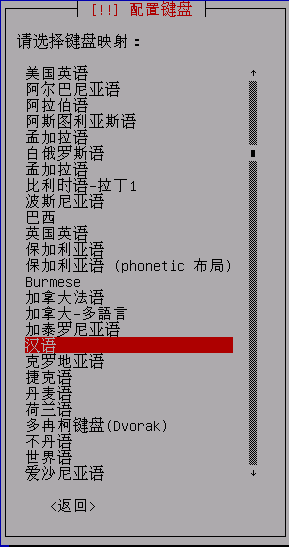 [!!] 配置键盘
请选择键盘映射：
美国英语
阿尔巴尼亚语
阿拉伯语
阿斯图利亚斯语
孟加拉语
白俄罗斯语
孟加拉语
比利时语-拉丁1
波斯尼亚语
巴西
英国英语
保加利亚语
保加利亚语 (phonetic 布局)
Burmese
加拿大法语
加拿大-多語言
加泰罗尼亚语
汉语
克罗地亚语
捷克语
丹麦语
荷兰语
多冉柯键盘(Dvorak)
不丹语
世界语
爱沙尼亚语
<返回>